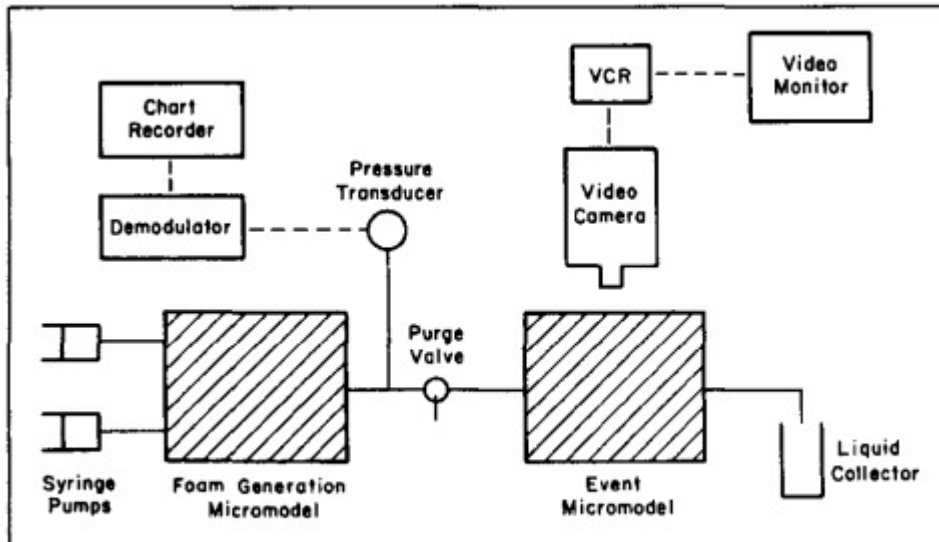 VCR
Video
Monitor
Chart
Recorder
Pressure
Transducer
Video
Camera
Demodulator
Purge
Valve
Syringe
Pumps
Foam Generation
Micromodel
Event
Micromodel
Liquid
Collector